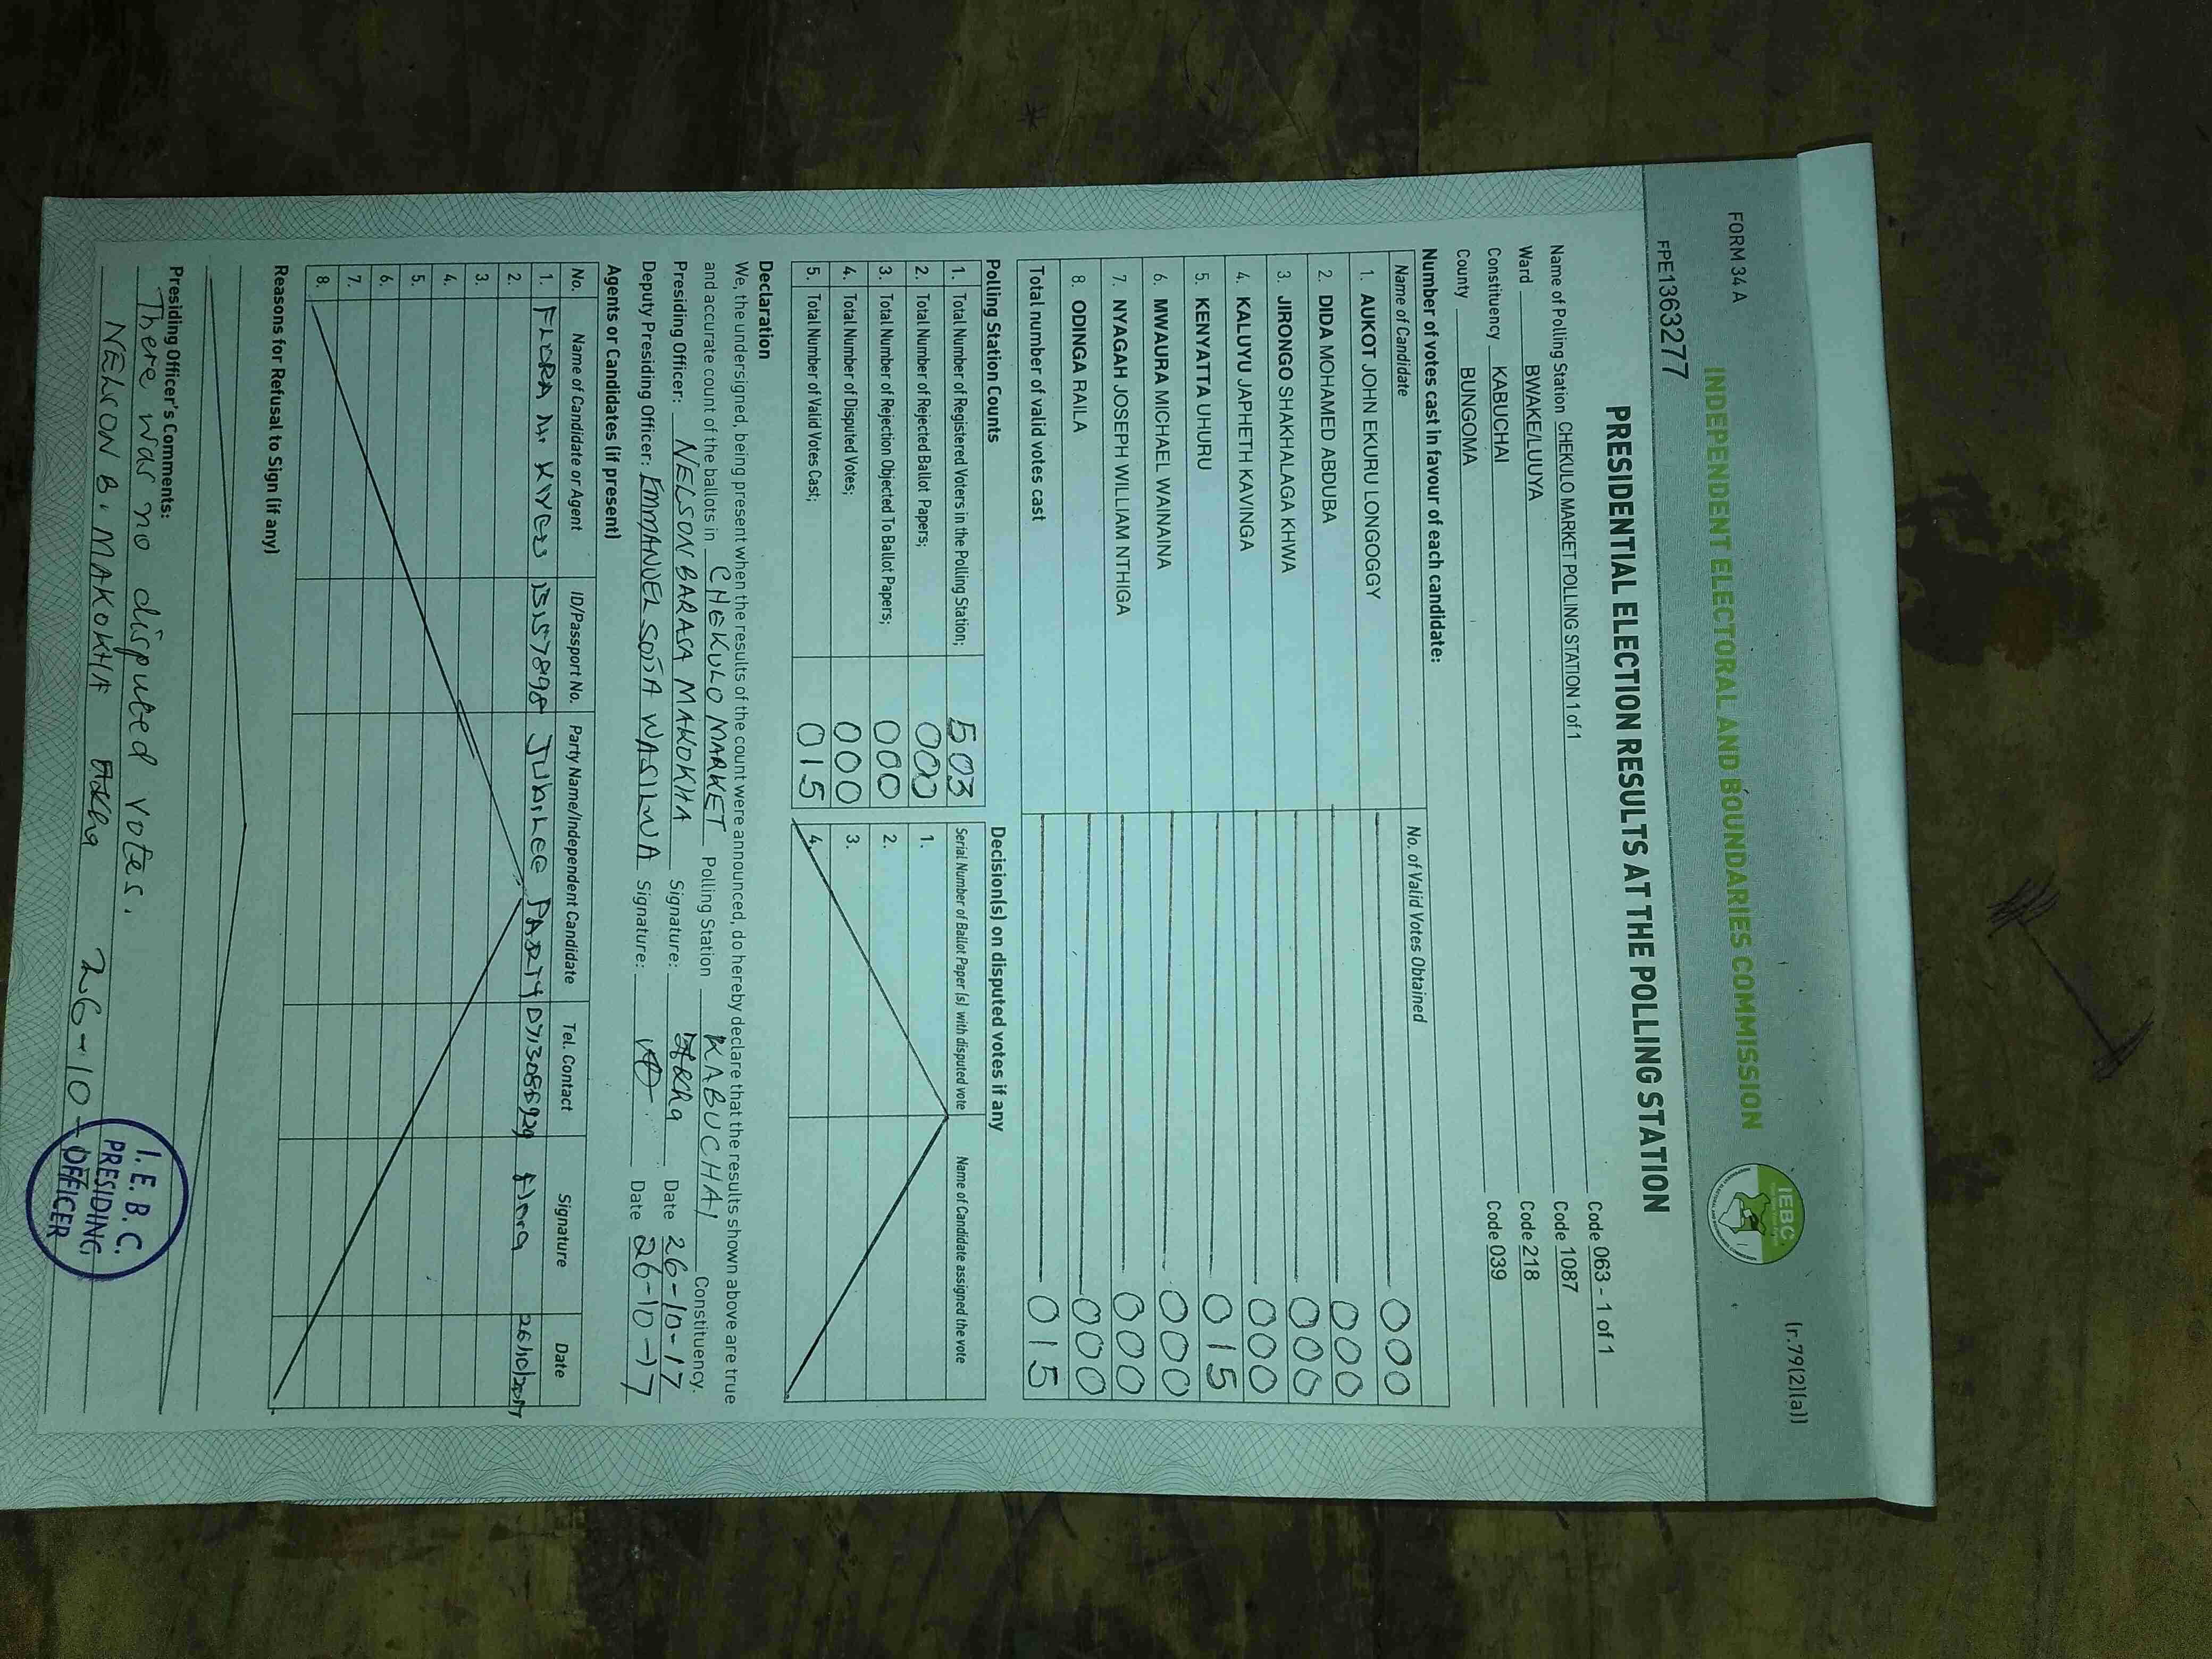 FORM 34 A
(r.79(2)(a))
INDEPENDENT ELECTORAL AND BOUNDARIES COMMISSION
IEBC
FPE1363277
PRESIDENTIAL ELECTION RESULTS AT THE POLLING STATION
Name of Polling Station CHEKULO MARKET POLLING STATION 1 of 1 Code 063 - 1 of 1
Ward BWAKE/LUUYA Code 1087
Constituency KABUCHAI Code 218
County BUNGOMA Code 039
Number of votes cast in favour of each candidate:
Name of Candidate No. of Valid Votes Obtained
1. AUKOT JOHN EKURU LONGOGGY 000
2. DIDA MOHAMED ABDUBA 000
3. JIRONGO SHAKHALAGA KHWA 000
4. KALUYU JAPHETH KAVINGA 000
5. KENYATTA UHURU 015
6. MWAURA MICHAEL WAINAINA 000
7. NYAGAH JOSEPH WILLIAM NTHIGA 000
8. ODINGA RAILA 000
Total number of valid votes cast 015
Polling Station Counts
1. Total Number of Registered Voters in the Polling Station; 503
2. Total Number of Rejected Ballot Papers; 000
3. Total Number of Rejection Objected To Ballot Papers; 000
4. Total Number of Disputed Votes; 000
5. Total Number of Valid Votes Cast; 015
Decision(s) on disputed votes if any
Serial Number of Ballot Paper (s) with disputed vote Name of Candidate assigned the vote
1.
2.
3.
4.
Declaration
We, the undersigned, being present when the results of the count were announced, do hereby declare that the results shown above are true
and accurate count of the ballots in CHEKULO MARKET Polling Station KABUCHAI Constituency.
Presiding Officer: NELSON BARASA MAKOKHA Signature: Date 26-10-17
Deputy Presiding Officer: EMMANUEL WASILWA Signature: Date 26-10-17
Agents or Candidates (if present)
No. Name of Candidate or Agent ID/Passport No. Party Name/Independent Candidate Tel. Contact Signature Date
1. FLORA N. JUBILEE PARTY Flora 26/10/2017
2.
3.
4.
5.
6.
7.
8.
Reasons for Refusal to Sign (if any)
Presiding Officer's Comments:
There was no disputed votes.
NELSON B. MAKOKHA 26-10-
I.E.B.C.
PRESIDING
OFFICER